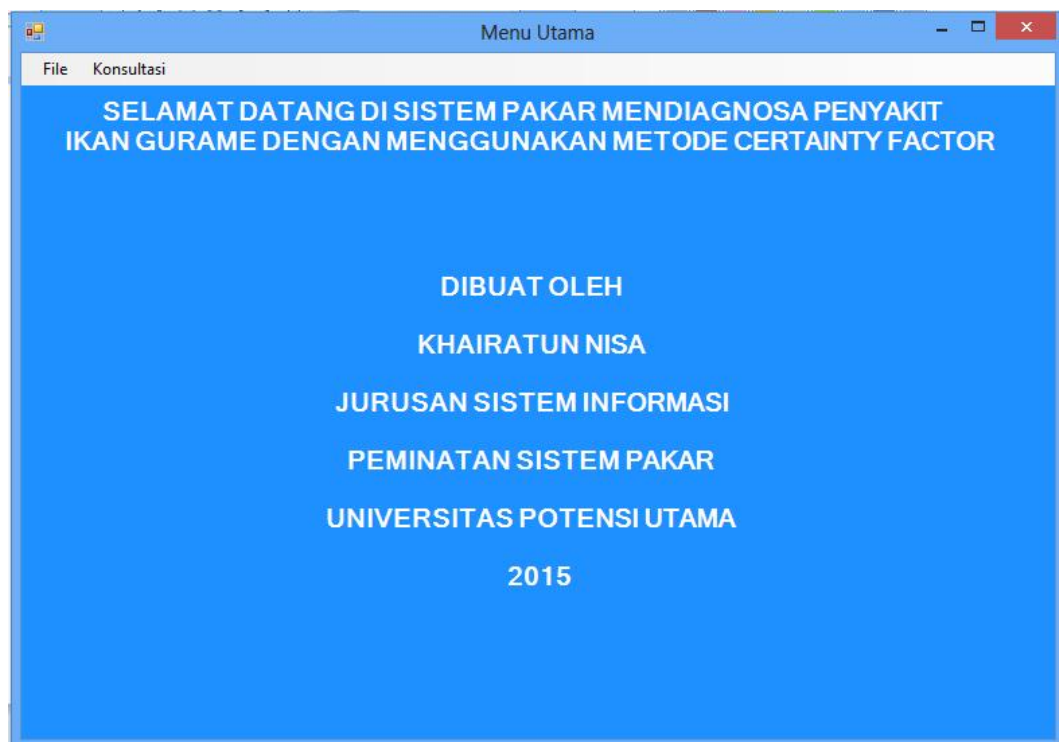 Menu Utama
File Konsultasi
SELAMAT DATANG DI SISTEM PAKAR MENDIAGNOSA PENYAKIT
IKAN GURAME DENGAN MENGGUNAKAN METODE CERTAINTY FACTOR
DIBUAT OLEH
KHAIRATUN NISA
JURUSAN SISTEM INFORMASI
PEMINATAN SISTEM PAKAR
UNIVERSITAS POTENSI UTAMA
2015